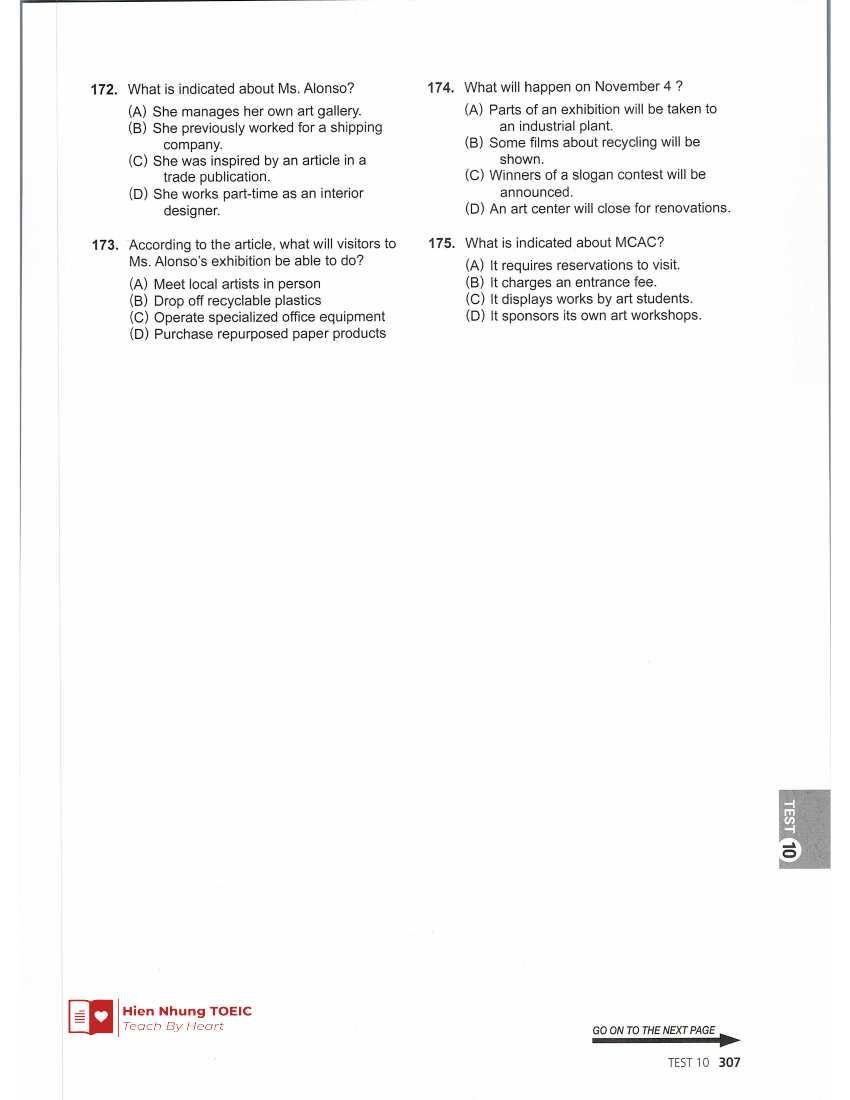 172. What is indicated about Ms. Alonso?
(A) She manages her own art gallery.
(B) She previously worked for a shipping
company.
(C) She was inspired by an article in a
trade publication.
(D) She works part-time as an interior
designer.
173. According to the article, what will visitors to
Ms. Alonso's exhibition be able to do?
(A) Meet local artists in person
(B) Drop off recyclable plastics
(C) Operate specialized office equipment
(D) Purchase repurposed paper products
174. What will happen on November 4 ?
(A) Parts of an exhibition will be taken to
an industrial plant.
(B) Some films about recycling will be
shown.
(C) Winners of a slogan contest will be
announced.
(D) An art center will close for renovations.
175. What is indicated about MCAC?
(A) It requires reservations to visit.
(B) It charges an entrance fee.
(C) It displays works by art students.
(D) It sponsors its own art workshops.
TEST 10
Hien Nhung TOEIC
Teach By Heart
GO ON TO THE NEXT PAGE
TEST 10 307